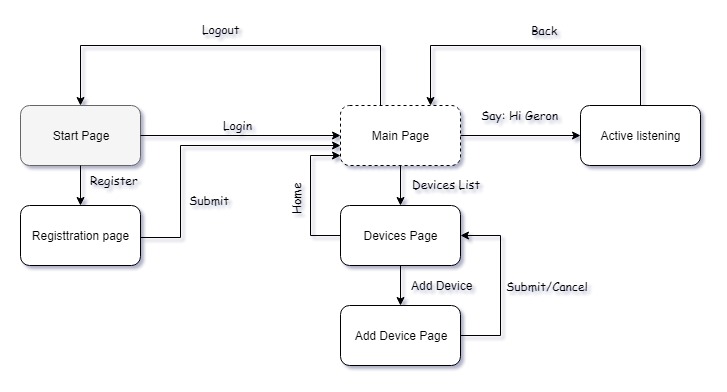 Logout
Back
Start Page
Login
Main Page
Say: Hi Geron
Active listening
Register
Submit
Home
Devices List
Registtration page
Devices Page
Add Device
Submit/Cancel
Add Device Page